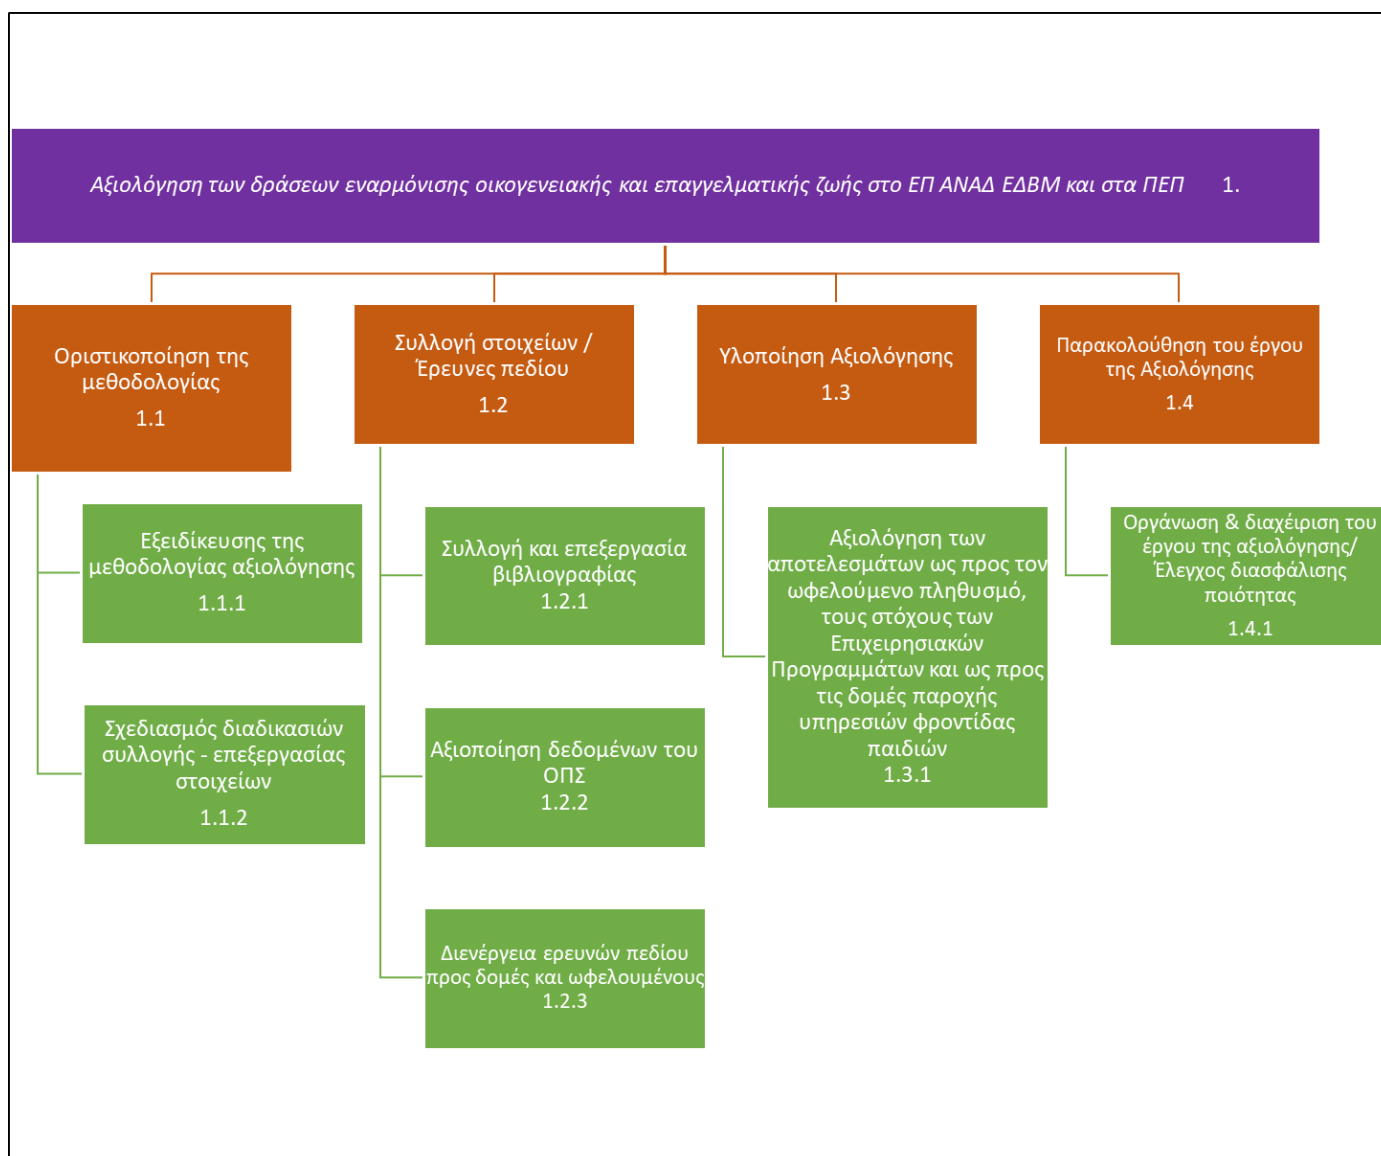 Αξιολόγηση των δράσεων εναρμόνισης οικογενειακής και επαγγελματικής ζωής στο ΕΠ ΑΝΑΔ ΕΔΒΜ και στα ΠΕΠ 1.
Οριστικοποίηση της
μεθοδολογίας
1.1
Συλλογή στοιχείων /
Έρευνες πεδίου
1.2
Υλοποίηση Αξιολόγησης
1.3
Παρακολούθηση του έργου
της Αξιολόγησης
1.4
Εξειδίκευσης της
μεθοδολογίας αξιολόγησης
1.1.1
Σχεδιασμός διαδικασιών
συλλογής - επεξεργασίας
στοιχείων
1.1.2
Συλλογή και επεξεργασία
βιβλιογραφίας
1.2.1
Αξιοποίηση δεδομένων του
ΟΠΣ
1.2.2
Διενέργεια ερευνών πεδίου
προς δομές και ωφελουμένους
1.2.3
Αξιολόγηση των
αποτελεσμάτων ως προς τον
ωφελούμενο πληθυσμό,
τους στόχους των
Επιχειρησιακών
Προγραμμάτων και ως προς
τις δομές παροχής
υπηρεσιών φροντίδας
παιδιών
1.3.1
Οργάνωση & διαχέιριση του
έργου της αξιολόγησης/
Έλεγχος διασφάλισης
ποιότητας
1.4.1